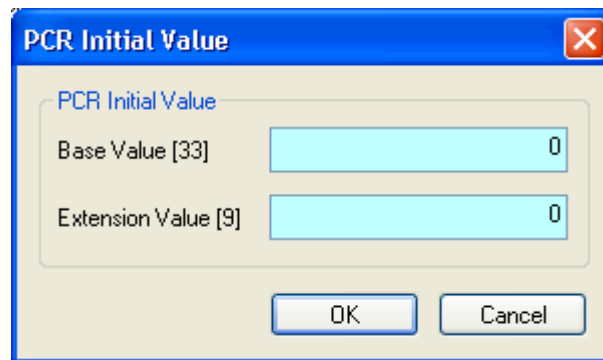 PCR Initial Value
PCR Initial Value
Base Value [33] 0
Extension Value [9] 0
OK Cancel